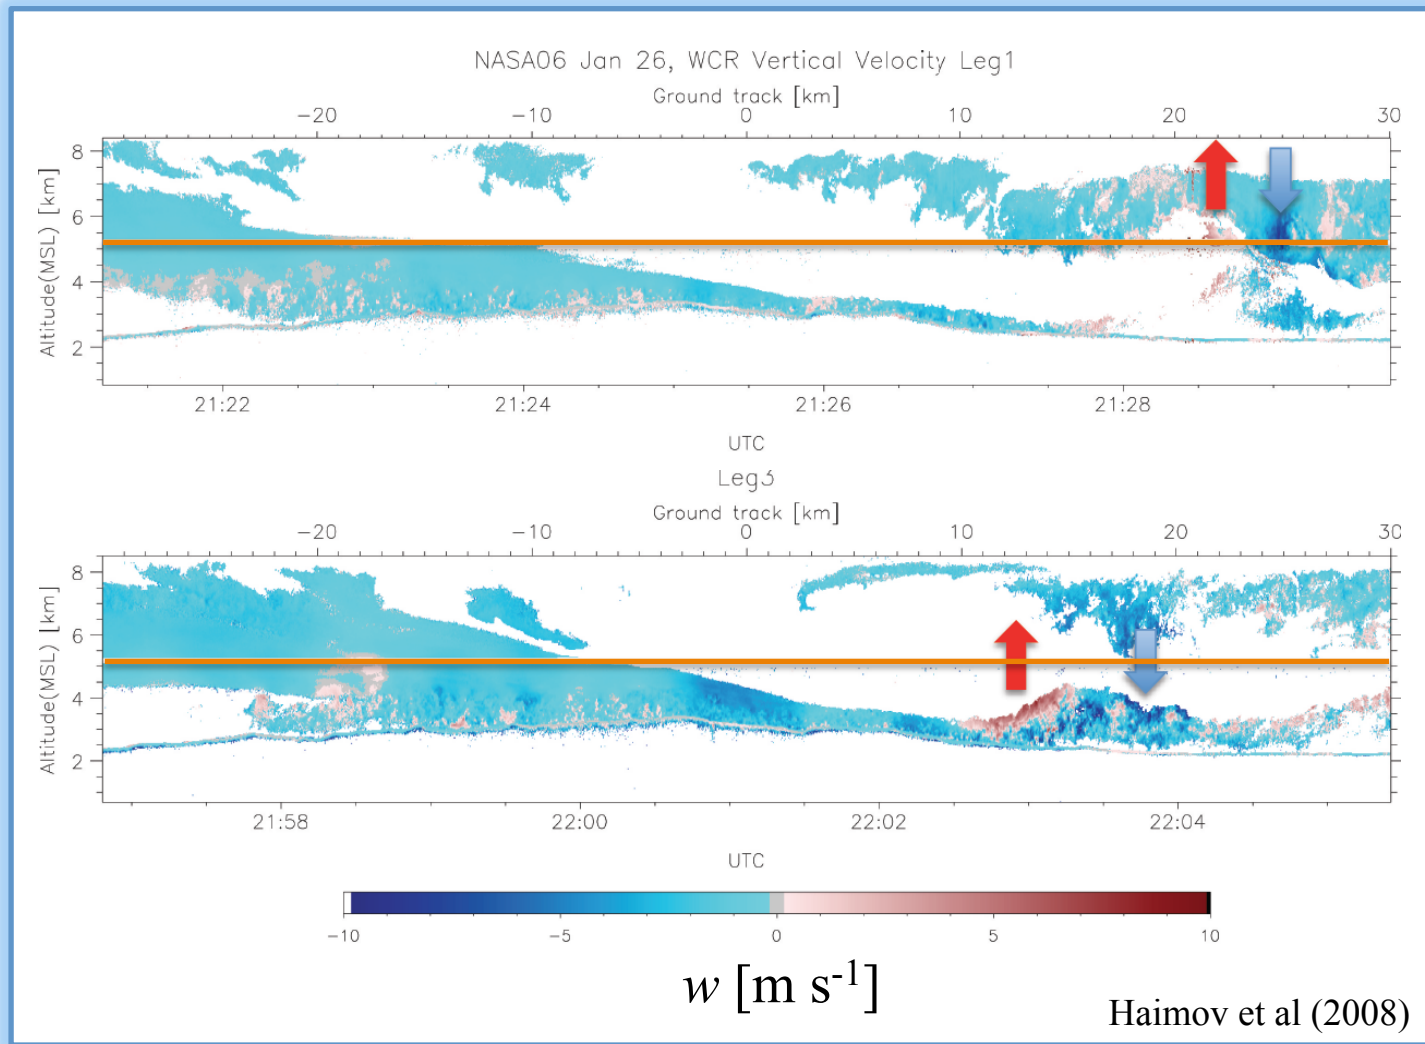 NASA06 Jan 26, WCR Vertical Velocity Leg1
Ground track [km]
−20 −10 0 10 20 30
Altitude(MSL) [km]
8
6
4
2
21:22 21:24 21:26 21:28
UTC
Leg3
Ground track [km]
−20 −10 0 10 20 30
Altitude(MSL) [km]
8
6
4
2
21:58 22:00 22:02 22:04
UTC
−10 −5 0 5 10
w [m s-1]
Haimov et al (2008)